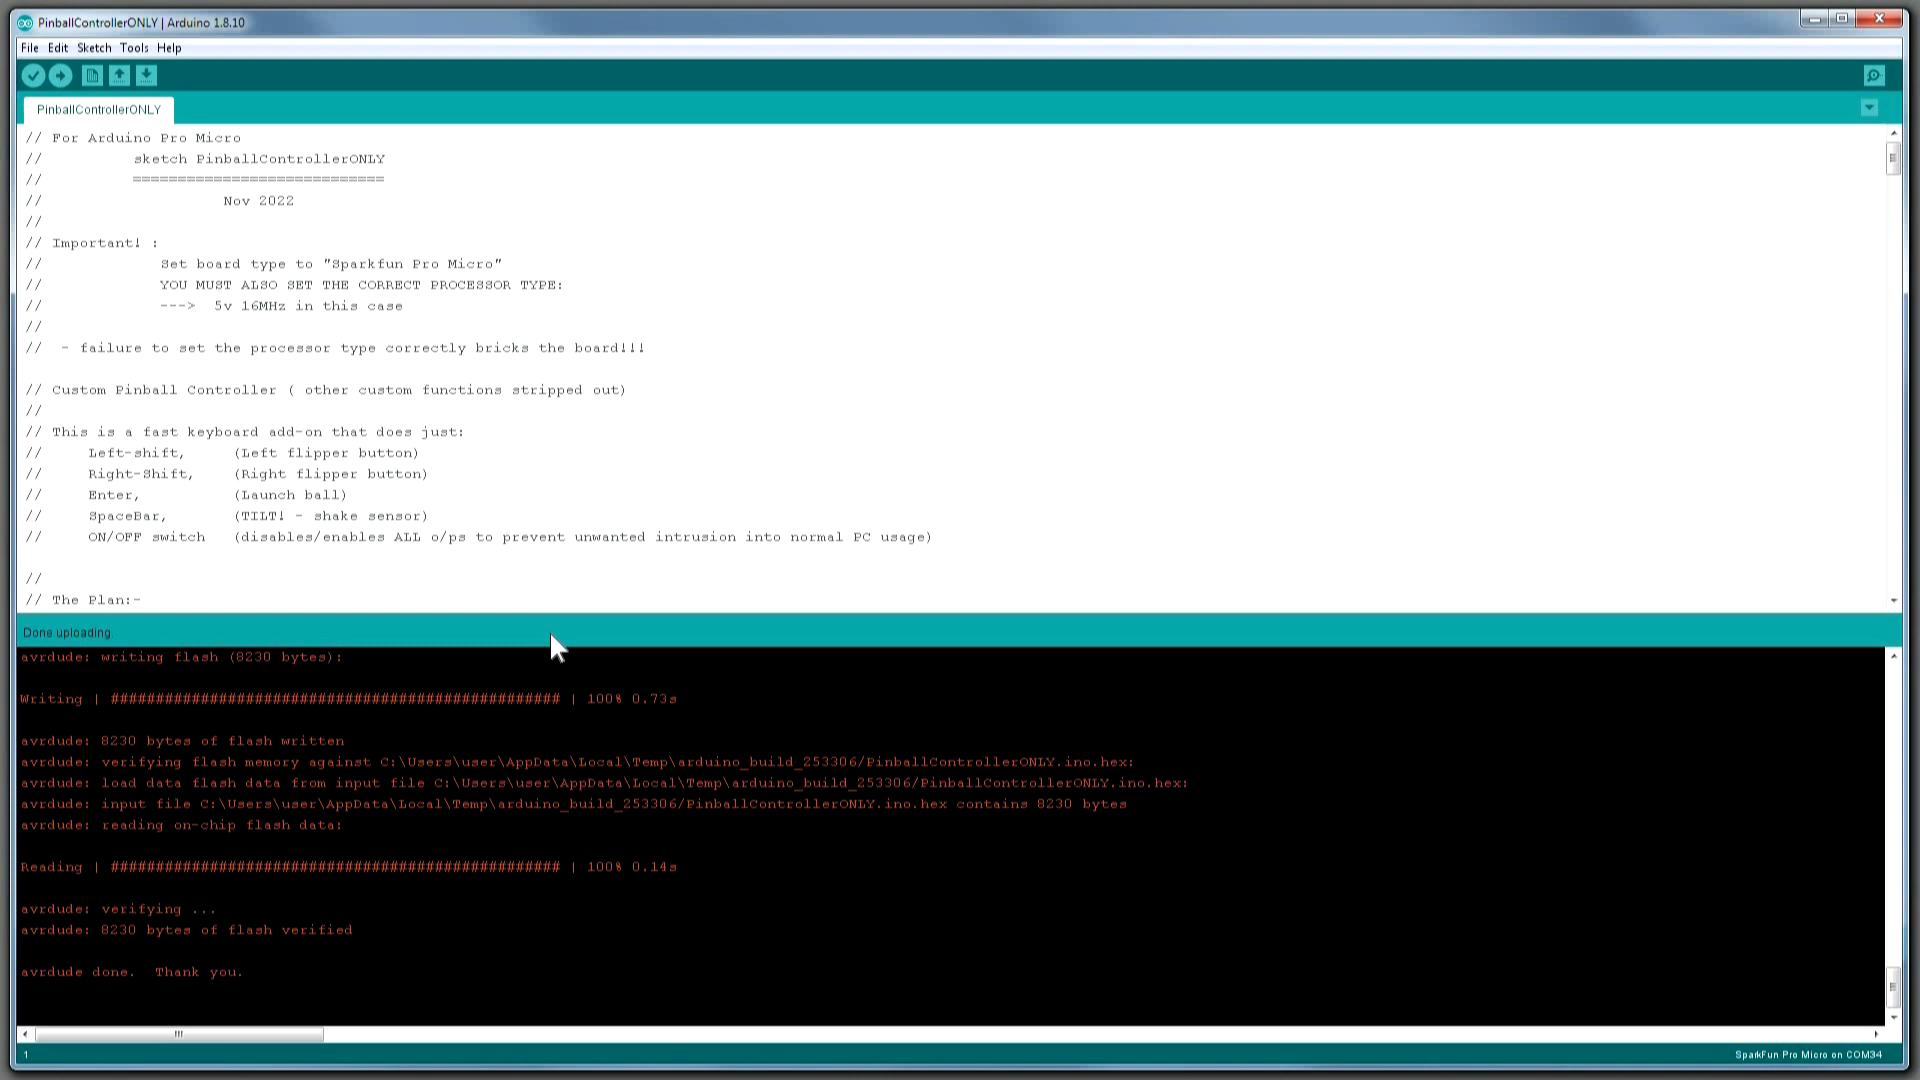 PinballControllerONLY | Arduino 1.8.10
File Edit Sketch Tools Help
PinballControllerONLY
// For Arduino Pro Micro
// sketch PinballControllerONLY
// ============================
// Nov 2022
//
// Important! :
// Set board type to "Sparkfun Pro Micro"
// YOU MUST ALSO SET THE CORRECT PROCESSOR TYPE:
// ---> 5v 16MHz in this case
//
// - failure to set the processor type correctly bricks the board!!!
// Custom Pinball Controller ( other custom functions stripped out)
//
// This is a fast keyboard add-on that does just:
// Left-shift, (Left flipper button)
// Right-Shift, (Right flipper button)
// Enter, (Launch ball)
// SpaceBar, (TILT! - shake sensor)
// ON/OFF switch (disables/enables ALL o/ps to prevent unwanted intrusion into normal PC usage)
//
// The Plan:-
Done uploading.
avrdude: writing flash (8230 bytes):
Writing | ################################################## | 100% 0.73s
avrdude: 8230 bytes of flash written
avrdude: verifying flash memory against C:\Users\user\AppData\Local\Temp\arduino_build_253306/PinballControllerONLY.ino.hex:
avrdude: load data flash data from input file C:\Users\user\AppData\Local\Temp\arduino_build_253306/PinballControllerONLY.ino.hex:
avrdude: input file C:\Users\user\AppData\Local\Temp\arduino_build_253306/PinballControllerONLY.ino.hex contains 8230 bytes
avrdude: reading on-chip flash data:
Reading | ################################################## | 100% 0.14s
avrdude: verifying ...
avrdude: 8230 bytes of flash verified
avrdude done. Thank you.
1
SparkFun Pro Micro on COM34